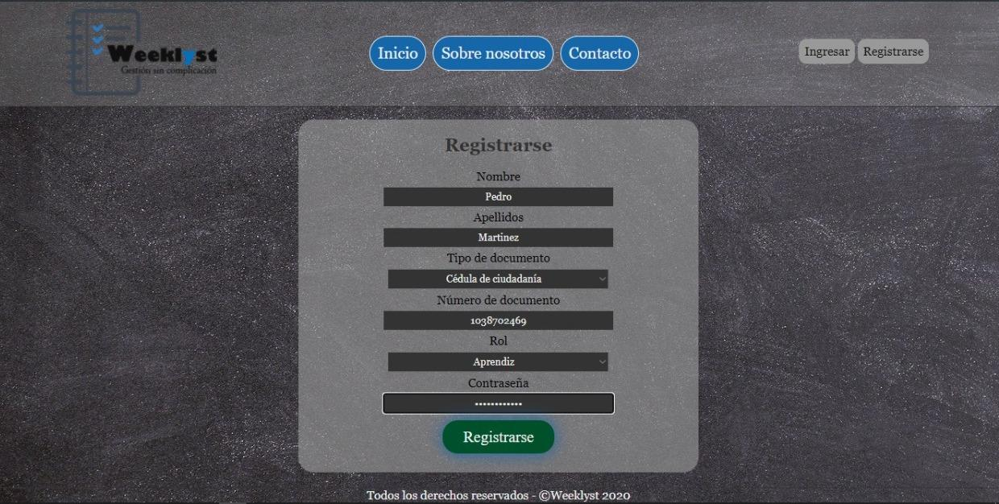 Weeklyst
Gestión sin complicación
Inicio Sobre nosotros Contacto
Ingresar Registrarse
Registrarse
Nombre
Pedro
Apellidos
Martinez
Tipo de documento
Cédula de ciudadanía
Número de documento
1038702469
Rol
Aprendiz
Contraseña
••••••••••••
Registrarse
Todos los derechos reservados - ©Weeklyst 2020